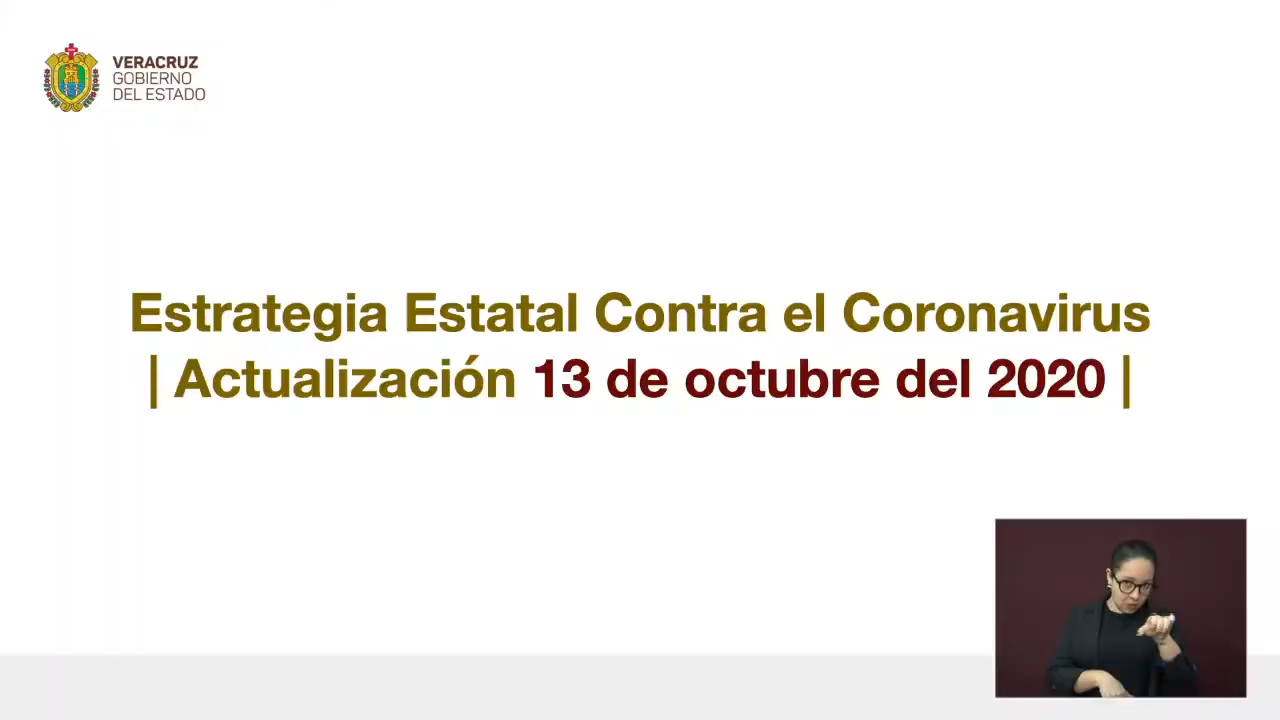 VERACRUZ
GOBIERNO
DEL ESTADO
Estrategia Estatal Contra el Coronavirus
| Actualización 13 de octubre del 2020 |